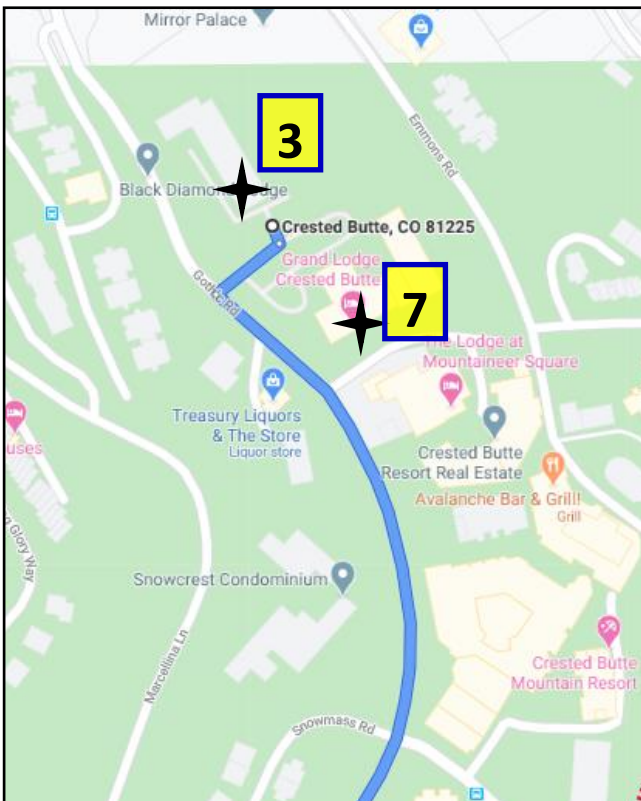 Mirror Palace
Emmons Rd
3
Black Diamond Lodge
Crested Butte, CO 81225
Grand Lodge
Crested Butte
Gothic Rd
7
The Lodge at
Mountaineer Square
Treasury Liquors
& The Store
Liquor store
Crested Butte
Resort Real Estate
Avalanche Bar & Grill!
Grill
uses
g Glory Way
Snowcrest Condominium
Marcellina Ln
Crested Butte
Mountain Resort
Snowmass Rd